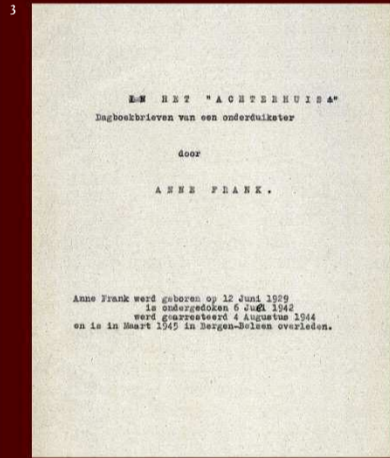 3
IN HET "ACHTERHUIS"
Dagboekbrieven van een onderduikster
door
ANNE FRANK.
Anne Frank werd geboren op 12 Juni 1929
is ondergedoken 6 Juli 1942
werd gearresteerd 4 Augustus 1944
en is in Maart 1945 in Bergen-Belsen overleden.